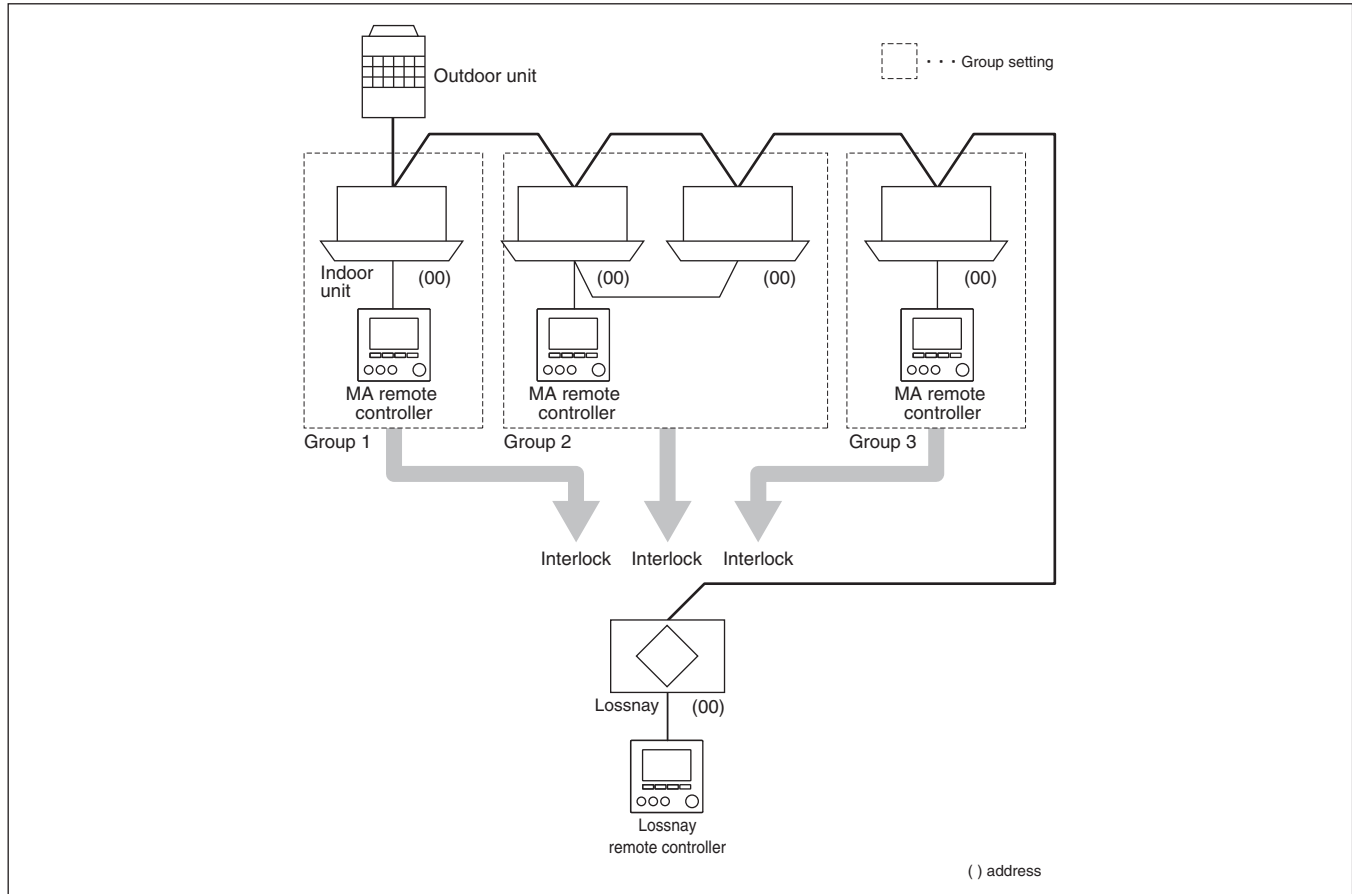 Outdoor unit
· · · Group setting
Indoor
unit
(00)
(00)
(00)
(00)
MA remote
controller
MA remote
controller
MA remote
controller
Group 1
Group 2
Group 3
Interlock
Interlock
Interlock
Lossnay
(00)
Lossnay
remote controller
( ) address